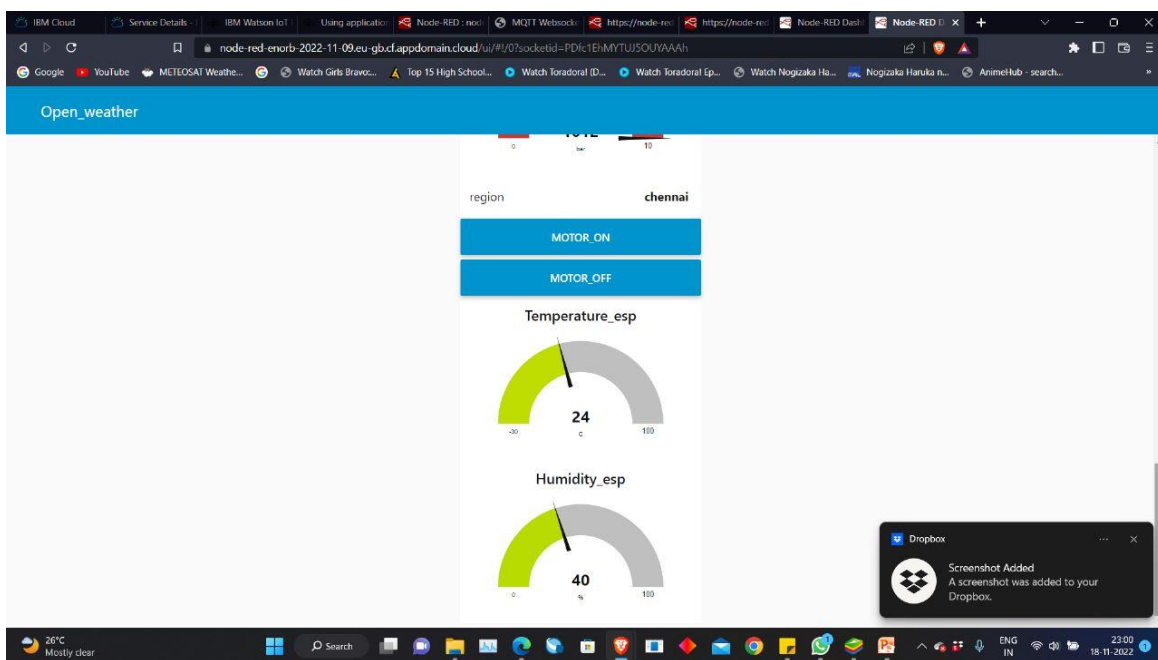 IBM Cloud
Service Details -
IBM Watson IoT
Using application
Node-RED : node
MQTT Websocke
https://node-red
https://node-red
Node-RED Dash
Node-RED D
node-red-enorb-2022-11-09.eu-gb.cf.appdomain.cloud/ui/#!/0?socketid=PDfc1EhMYTUJ5OUYAAAh
Google
YouTube
METEOSAT Weathe...
Watch Girls Bravo:...
Top 15 High School...
Watch Toradora! (D...
Watch Toradora! Ep...
Watch Nogizaka Ha...
Nogizaka Haruka n...
AnimeHub - search...
»
Open_weather
1012
0
bar
10
region chennai
MOTOR_ON
MOTOR_OFF
Temperature_esp
24
-30
C
100
Humidity_esp
40
0
%
100
Dropbox
Screenshot Added
A screenshot was added to your
Dropbox.
26°C
Mostly clear
Search
ENG
IN
23:00
18-11-2022
1